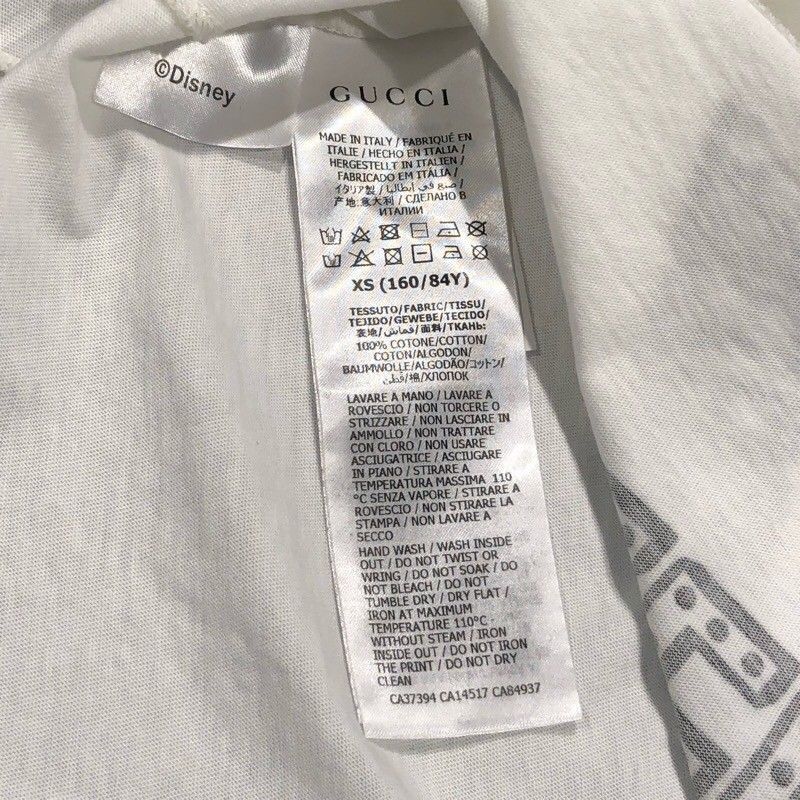 ©Disney
GUCCI
MADE IN ITALY / FABRIQUÉ EN
ITALIE / HECHO EN ITALIA /
HERGESTELLT IN ITALIEN /
FABRICADO EM ITALIA /
イタリア製 / صنع في إيطاليا /
产地:意大利 / СДЕЛАНО В
ИТАЛИИ
XS (160/84Y)
TESSUTO/FABRIC/TISSU/
TEJIDO/GEWEBE/TECIDO/
表地/قماش/面料/ТКАНЬ:
100% COTONE/COTTON/
COTON/ALGODON/
BAUMWOLLE/ALGODÃO/コットン/
قطن/棉/ХЛОПОК
LAVARE A MANO / LAVARE A
ROVESCIO / NON TORCERE O
STRIZZARE / NON LASCIARE IN
AMMOLLO / NON TRATTARE
CON CLORO / NON USARE
ASCIUGATRICE / ASCIUGARE
IN PIANO / STIRARE A
TEMPERATURA MASSIMA 110
°C SENZA VAPORE / STIRARE A
ROVESCIO / NON STIRARE LA
STAMPA / NON LAVARE A
SECCO
HAND WASH / WASH INSIDE
OUT / DO NOT TWIST OR
WRING / DO NOT SOAK / DO
NOT BLEACH / DO NOT
TUMBLE DRY / DRY FLAT /
IRON AT MAXIMUM
TEMPERATURE 110°C
WITHOUT STEAM / IRON
INSIDE OUT / DO NOT IRON
THE PRINT / DO NOT DRY
CLEAN
CA37394 CA14517 CA84937